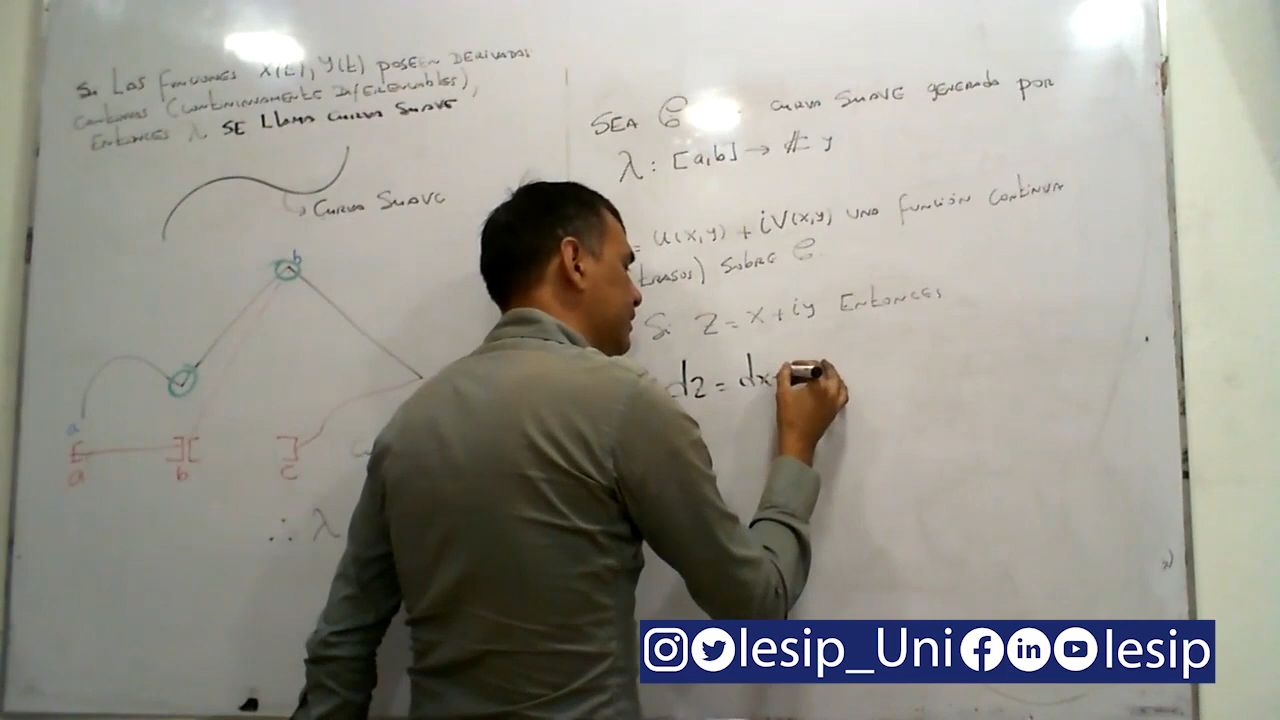 Si Las funciones X(t), Y(t) POSEEN DERIVADAS
continuas (continuamente Diferenciables),
Entonces λ SE LLAMA CURVA SUAVE
CURVA SUAVE
b
a
a
b
c
∴ λ
SEA C curva SUAVE generada por
λ: [a,b] → ℂ y
= u(x,y) + iV(x,y) una función continua
trasos) SobRE C
Si Z = x + iy Entonces
dz = dx
lesip_Uni lesip